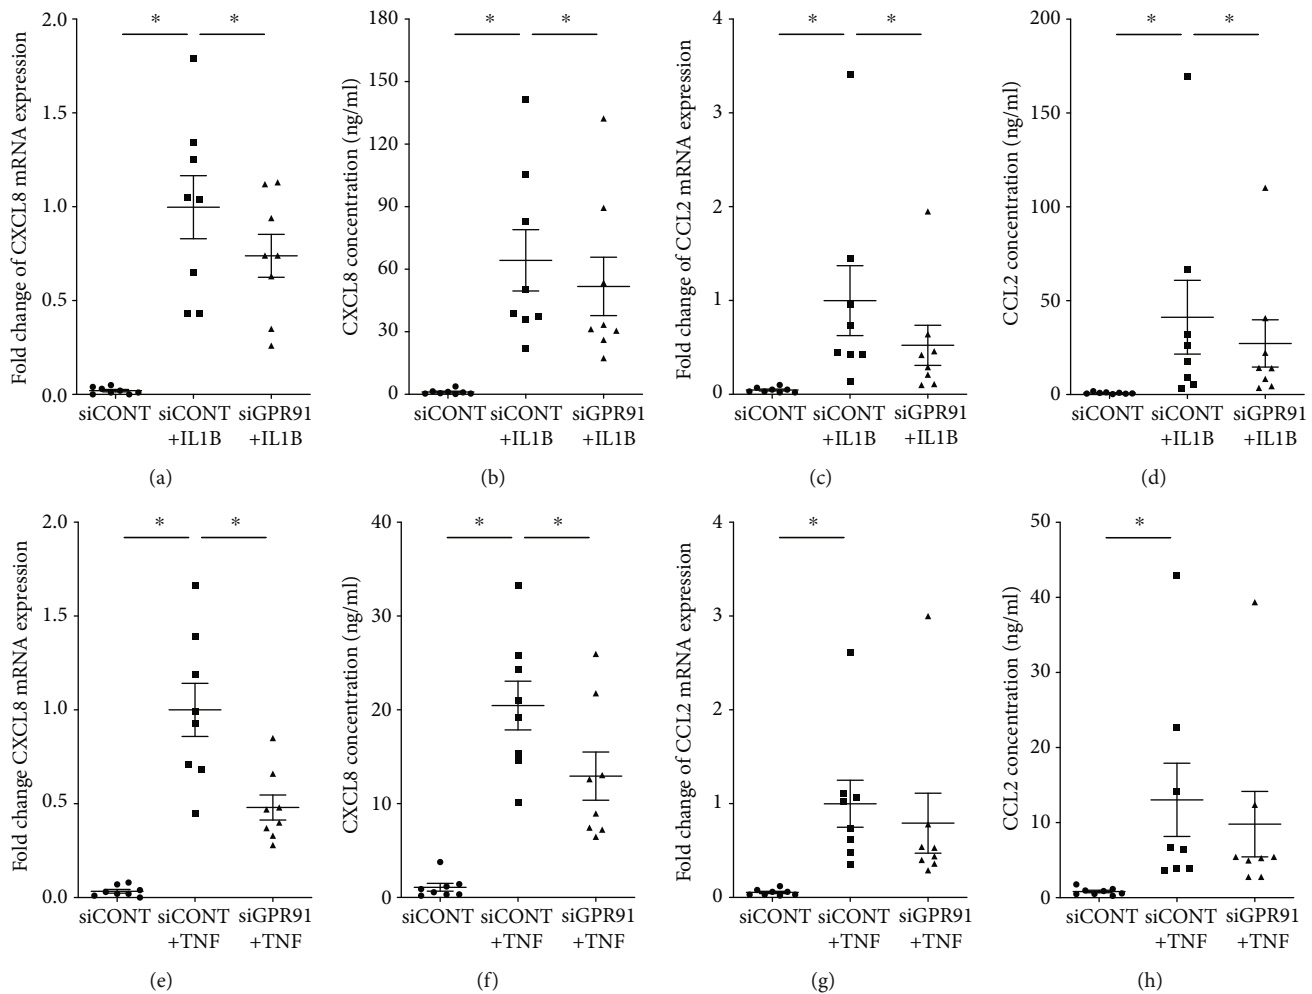 Fold change of CXCL8 mRNA expression
2.0
1.5
1.0
0.5
0.0
* *
siCONT siCONT siGPR91
+IL1B +IL1B
(a)
CXCL8 concentration (ng/ml)
180
150
120
90
60
30
0
* *
siCONT siCONT siGPR91
+IL1B +IL1B
(b)
Fold change of CCL2 mRNA expression
4
3
2
1
0
* *
siCONT siCONT siGPR91
+IL1B +IL1B
(c)
CCL2 concentration (ng/ml)
200
150
100
50
0
* *
siCONT siCONT siGPR91
+IL1B +IL1B
(d)
Fold change CXCL8 mRNA expression
2.0
1.5
1.0
0.5
0.0
* *
siCONT siCONT siGPR91
+TNF +TNF
(e)
CXCL8 concentration (ng/ml)
40
30
20
10
0
* *
siCONT siCONT siGPR91
+TNF +TNF
(f)
Fold change of CCL2 mRNA expression
4
3
2
1
0
*
siCONT siCONT siGPR91
+TNF +TNF
(g)
CCL2 concentration (ng/ml)
50
40
30
20
10
0
*
siCONT siCONT siGPR91
+TNF +TNF
(h)